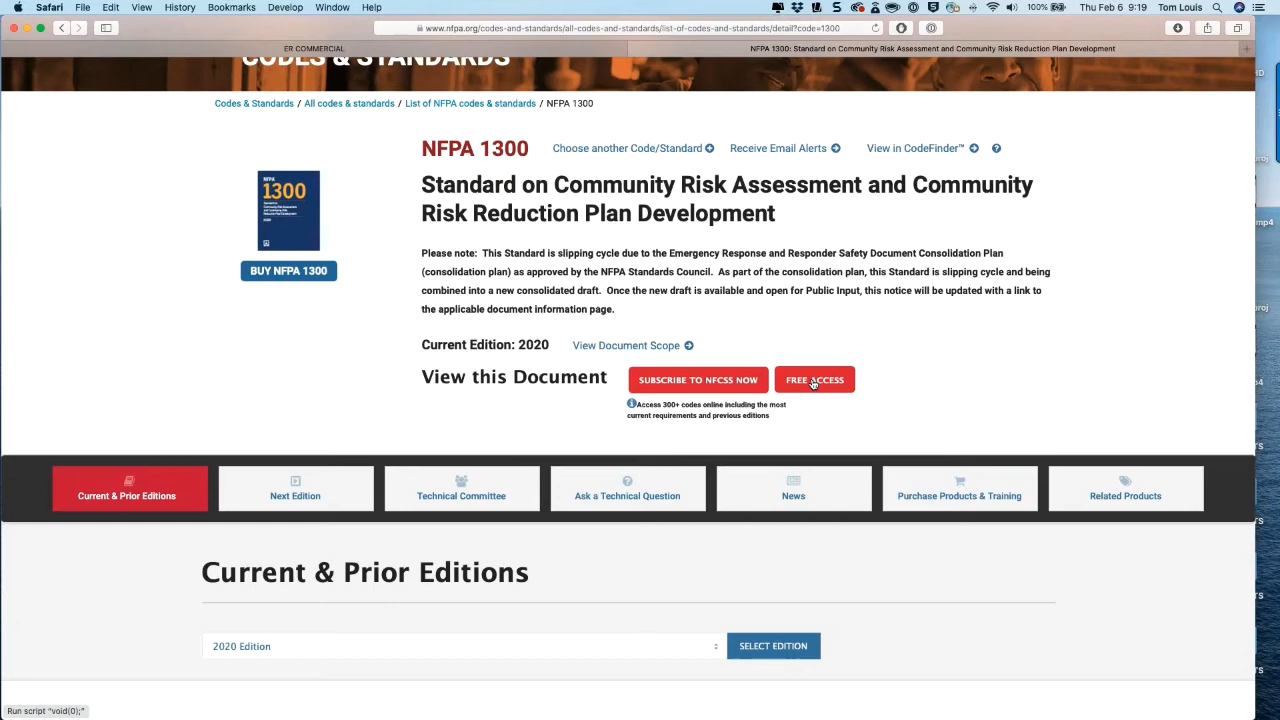 Safari File Edit View History Bookmarks Develop Window Help 100% Thu Feb 6 9:19 Tom Louis
www.nfpa.org/codes-and-standards/all-codes-and-standards/list-of-codes-and-standards/detail?code=1300
ER COMMERCIAL
NFPA 1300: Standard on Community Risk Assessment and Community Risk Reduction Plan Development
CODES & STANDARDS
Codes & Standards / All codes & standards / List of NFPA codes & standards / NFPA 1300
NFPA 1300 Choose another Code/Standard Receive Email Alerts View in CodeFinder™
Standard on Community Risk Assessment and Community
Risk Reduction Plan Development
NFPA
1300
BUY NFPA 1300
Please note: This Standard is slipping cycle due to the Emergency Response and Responder Safety Document Consolidation Plan
(consolidation plan) as approved by the NFPA Standards Council. As part of the consolidation plan, this Standard is slipping cycle and being
combined into a new consolidated draft. Once the new draft is available and open for Public Input, this notice will be updated with a link to
the applicable document information page.
Current Edition: 2020 View Document Scope
View this Document SUBSCRIBE TO NFCSS NOW FREE ACCESS
Access 300+ codes online including the most
current requirements and previous editions
Current & Prior Editions
Next Edition
Technical Committee
Ask a Technical Question
News
Purchase Products & Training
Related Products
Current & Prior Editions
2020 Edition SELECT EDITION
Run script "void(0);"